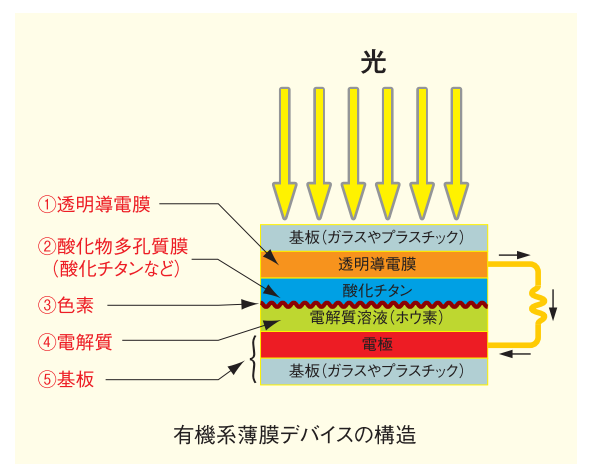 光
①透明導電膜
②酸化物多孔質膜
(酸化チタンなど)
③色素
④電解質
⑤基板
基板(ガラスやプラスチック)
透明導電膜
酸化チタン
電解質溶液(ホウ素)
電極
基板(ガラスやプラスチック)
有機系薄膜デバイスの構造